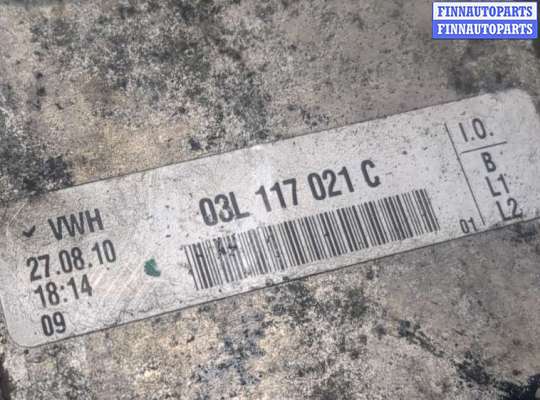 FINNAUTOPARTS
FINNAUTOPARTS
VWH
27.08.10
18:14
09
03L 117 021 C
I.O.
B
L1
L2
01